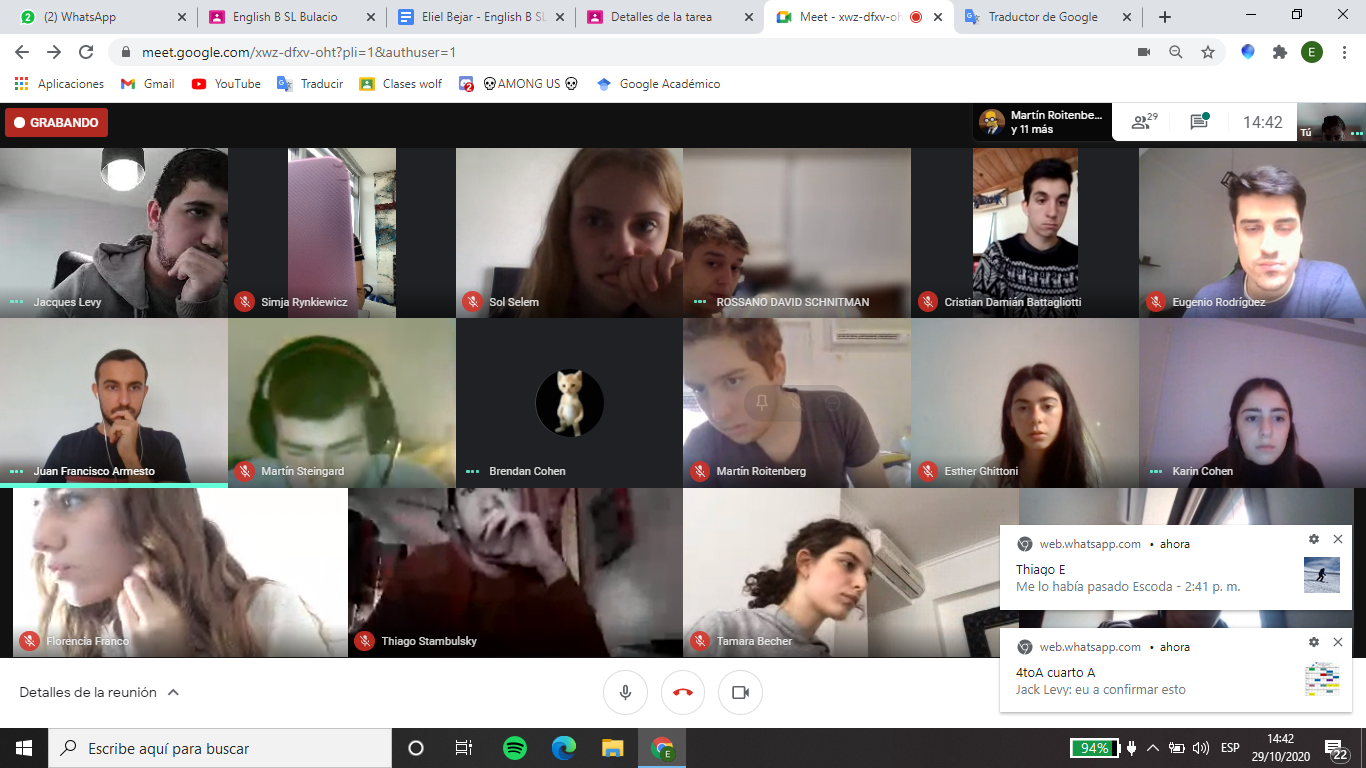 2
(2) WhatsApp
English B SL Bulacio
Eliel Bejar - English B SL
Detalles de la tarea
Meet - xwz-dfxv-oh
Traductor de Google
meet.google.com/xwz-dfxv-oht?pli=1&authuser=1
E
Aplicaciones
Gmail
YouTube
Traducir
Clases wolf
2
AMONG US
Google Académico
GRABANDO
Martín Roitenbe...
y 11 más
29
14:42
Tú
Jacques Levy
Simja Rynkiewicz
Sol Selem
ROSSANO DAVID SCHNITMAN
Cristian Damián Battagliotti
Eugenio Rodríguez
Juan Francisco Armesto
Martín Steingard
Brendan Cohen
Martín Roitenberg
Esther Ghittoni
Karin Cohen
Florencia Franco
Thiago Stambulsky
Tamara Becher
web.whatsapp.com • ahora
Thiago E
Me lo había pasado Escoda - 2:41 p. m.
web.whatsapp.com • ahora
4toA cuarto A
Jack Levy: eu a confirmar esto
Detalles de la reunión
Escribe aquí para buscar
E
94%
ESP
14:42
29/10/2020
22